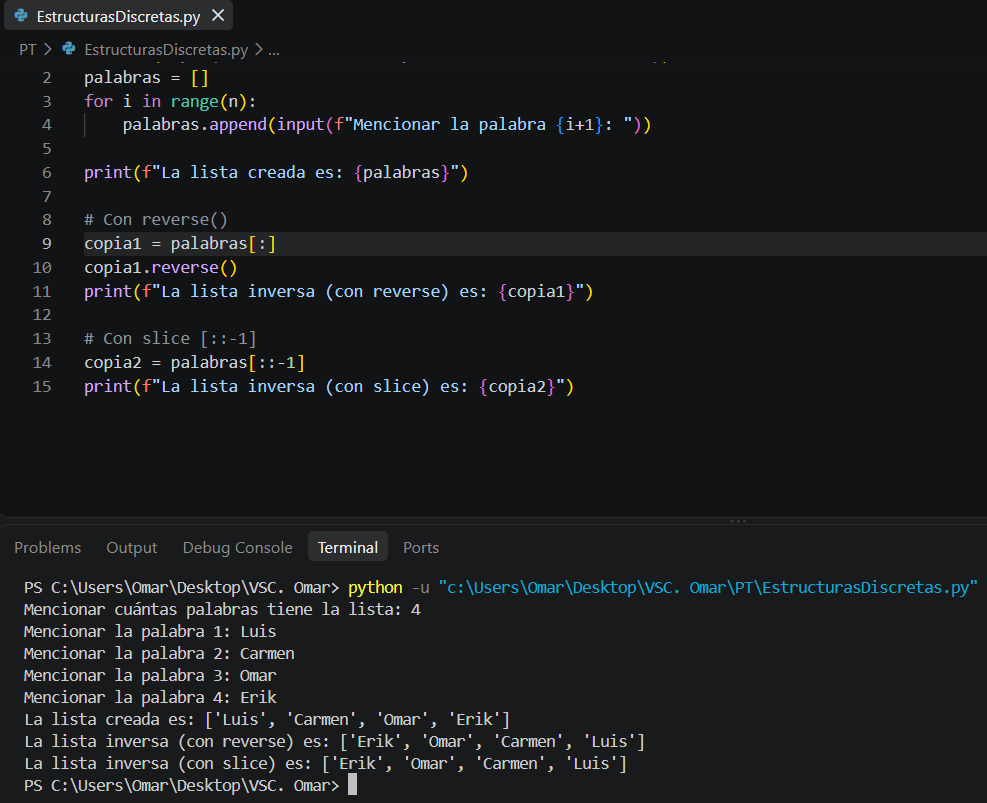 EstructurasDiscretas.py
PT > EstructurasDiscretas.py > ...
2 palabras = []
3 for i in range(n):
4     palabras.append(input(f"Mencionar la palabra {i+1}: "))
5
6 print(f"La lista creada es: {palabras}")
7
8 # Con reverse()
9 copia1 = palabras[:]
10 copia1.reverse()
11 print(f"La lista inversa (con reverse) es: {copia1}")
12
13 # Con slice [::-1]
14 copia2 = palabras[::-1]
15 print(f"La lista inversa (con slice) es: {copia2}")
Problems Output Debug Console Terminal Ports
PS C:\Users\Omar\Desktop\VSC. Omar> python -u "c:\Users\Omar\Desktop\VSC. Omar\PT\EstructurasDiscretas.py"
Mencionar cuántas palabras tiene la lista: 4
Mencionar la palabra 1: Luis
Mencionar la palabra 2: Carmen
Mencionar la palabra 3: Omar
Mencionar la palabra 4: Erik
La lista creada es: ['Luis', 'Carmen', 'Omar', 'Erik']
La lista inversa (con reverse) es: ['Erik', 'Omar', 'Carmen', 'Luis']
La lista inversa (con slice) es: ['Erik', 'Omar', 'Carmen', 'Luis']
PS C:\Users\Omar\Desktop\VSC. Omar>